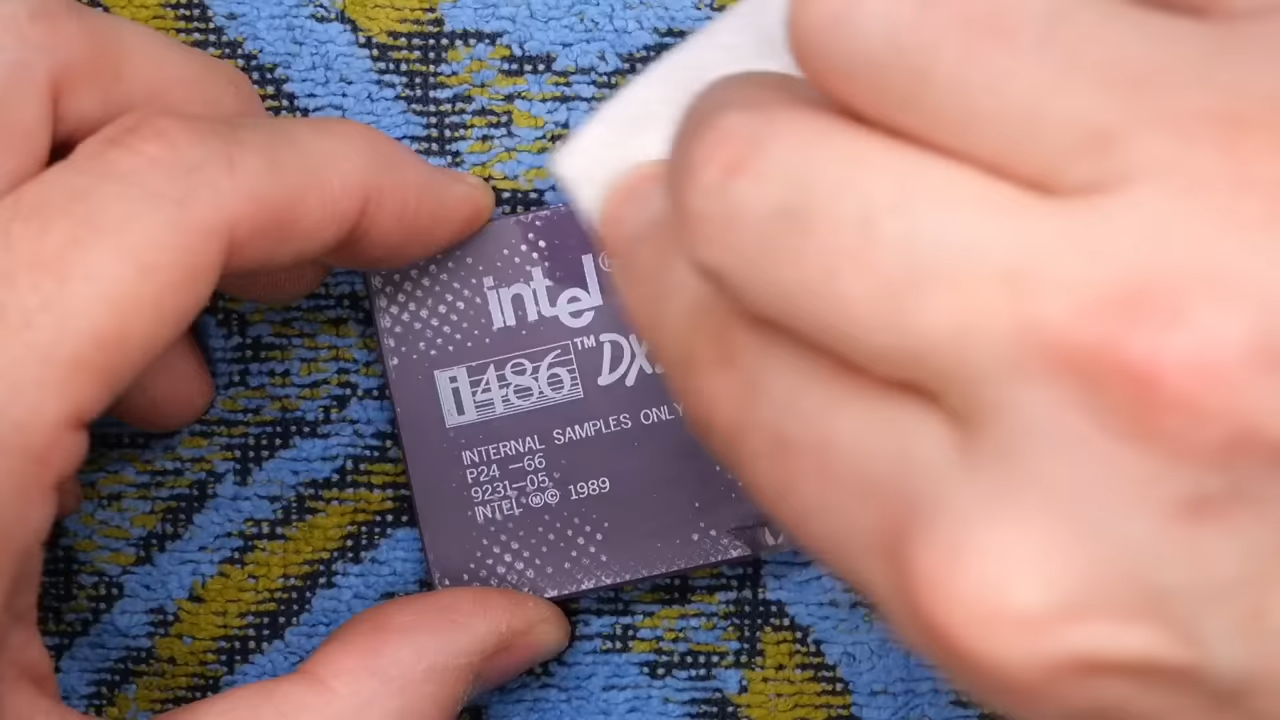 intel®
i486™ DX
INTERNAL SAMPLES ONLY
P24 –66
9231–05
INTEL Ⓜ© 1989